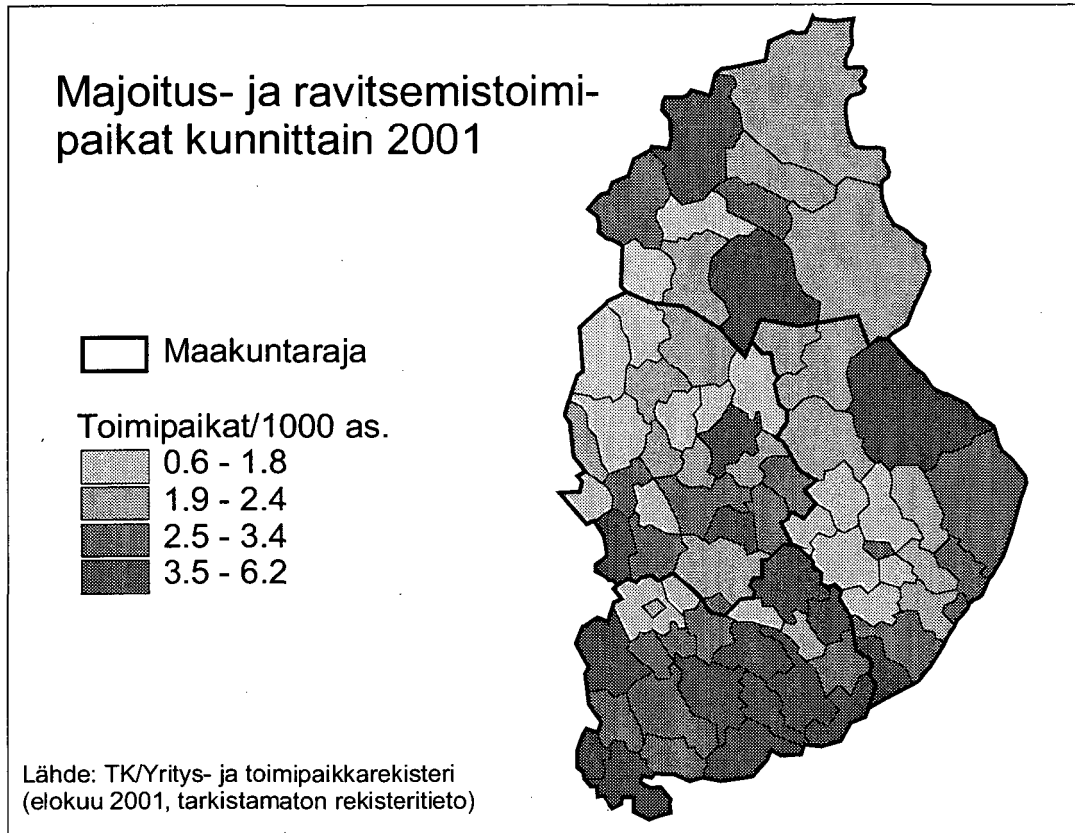 Majoitus- ja ravitsemistoimi-
paikat kunnittain 2001
Maakuntaraja
Toimipaikat/1000 as.
0.6 - 1.8
1.9 - 2.4
2.5 - 3.4
3.5 - 6.2
Lähde: TK/Yritys- ja toimipaikkarekisteri
(elokuu 2001, tarkistamaton rekisteritieto)